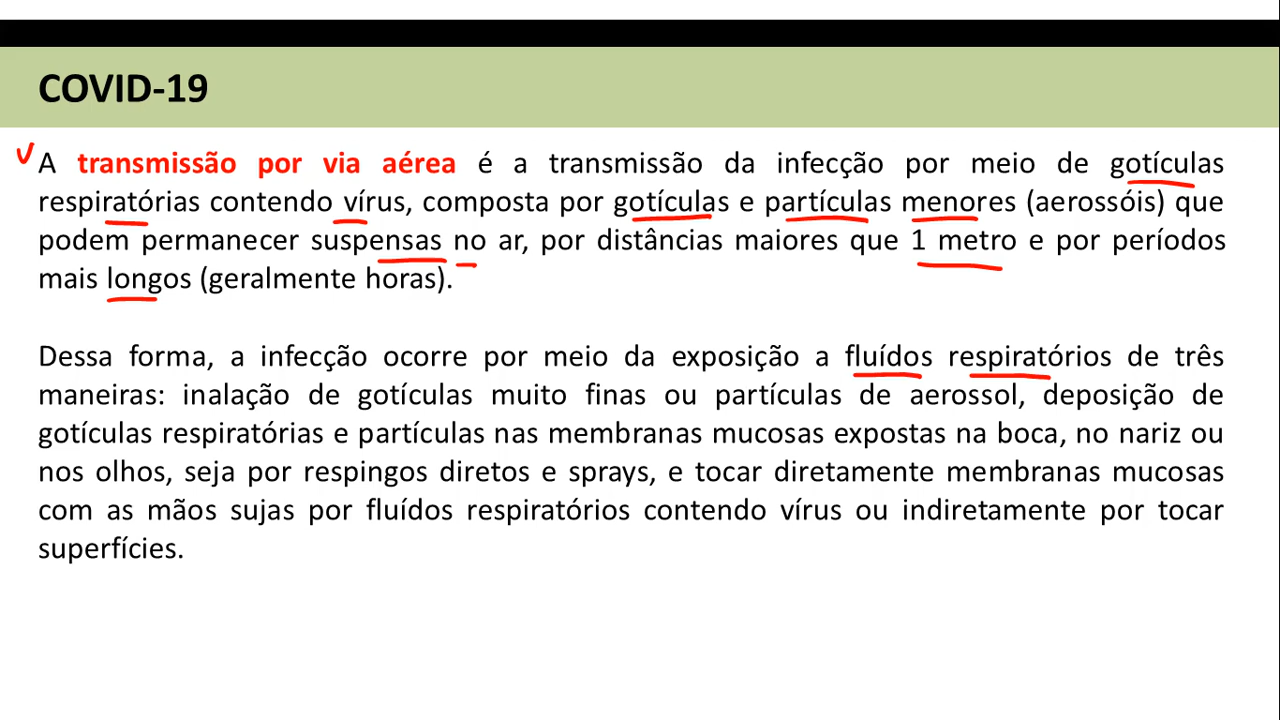 COVID-19
A transmissão por via aérea é a transmissão da infecção por meio de gotículas
respiratórias contendo vírus, composta por gotículas e partículas menores (aerossóis) que
podem permanecer suspensas no ar, por distâncias maiores que 1 metro e por períodos
mais longos (geralmente horas).
Dessa forma, a infecção ocorre por meio da exposição a fluídos respiratórios de três
maneiras: inalação de gotículas muito finas ou partículas de aerossol, deposição de
gotículas respiratórias e partículas nas membranas mucosas expostas na boca, no nariz ou
nos olhos, seja por respingos diretos e sprays, e tocar diretamente membranas mucosas
com as mãos sujas por fluídos respiratórios contendo vírus ou indiretamente por tocar
superfícies.